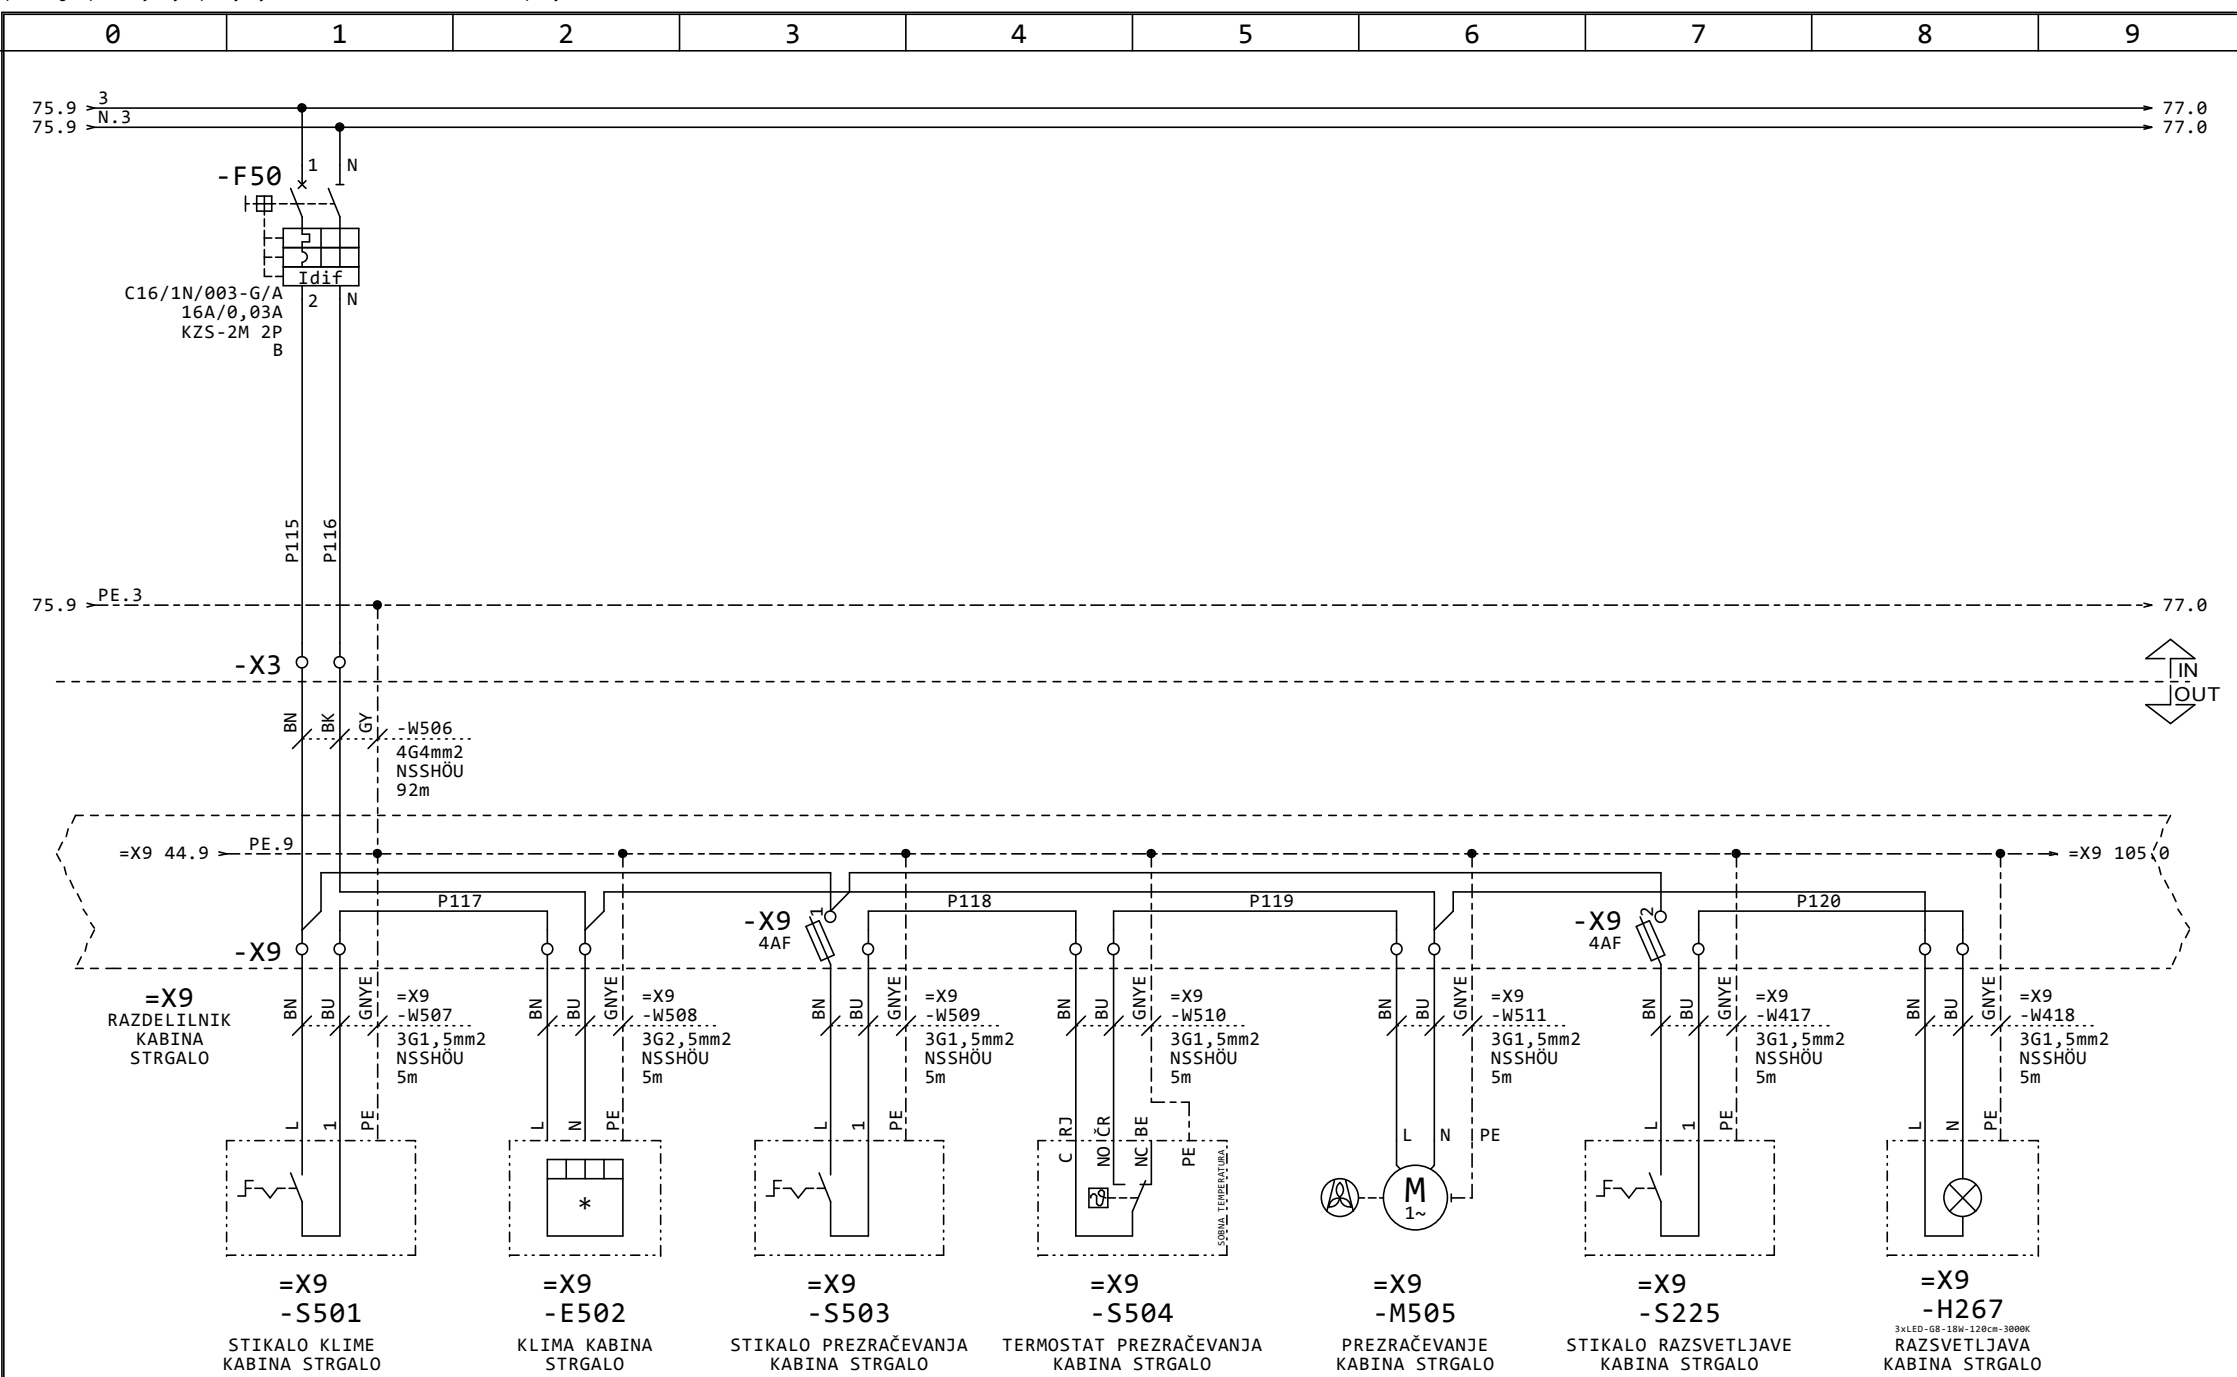 0 1 2 3 4 5 6 7 8 9
75.9 3 77.0
75.9 N.3 77.0
1 N
-F50
Idif
2 N
C16/1N/003-G/A
16A/0,03A
KZS-2M 2P
B
P115 P116
75.9 PE.3 77.0
-X3
IN
OUT
BN BK GY -W506
4G4mm2
NSSHÖU
92m
=X9 44.9 PE.9 =X9 105.0
P117 P118 P119 P120
-X9 1
4AF
-X9 2
4AF
-X9
=X9
RAZDELILNIK
KABINA
STRGALO
BN BU GNYE =X9
-W507
3G1,5mm2
NSSHÖU
5m
BN BU GNYE =X9
-W508
3G2,5mm2
NSSHÖU
5m
BN BU GNYE =X9
-W509
3G1,5mm2
NSSHÖU
5m
BN BU GNYE =X9
-W510
3G1,5mm2
NSSHÖU
5m
BN BU GNYE =X9
-W511
3G1,5mm2
NSSHÖU
5m
BN BU GNYE =X9
-W417
3G1,5mm2
NSSHÖU
5m
BN BU GNYE =X9
-W418
3G1,5mm2
NSSHÖU
5m
L 1 PE
L N PE
*
L 1 PE
C RJ NO ČR NC BE PE
SOBNA TEMPERATURA
L N PE
M
1~
L 1 PE
L N PE
=X9
-S501
STIKALO KLIME
KABINA STRGALO
=X9
-E502
KLIMA KABINA
STRGALO
=X9
-S503
STIKALO PREZRAČEVANJA
KABINA STRGALO
=X9
-S504
TERMOSTAT PREZRAČEVANJA
KABINA STRGALO
=X9
-M505
PREZRAČEVANJE
KABINA STRGALO
=X9
-S225
STIKALO RAZSVETLJAVE
KABINA STRGALO
=X9
-H267
3xLED-G8-18W-120cm-3000K
RAZSVETLJAVA
KABINA STRGALO